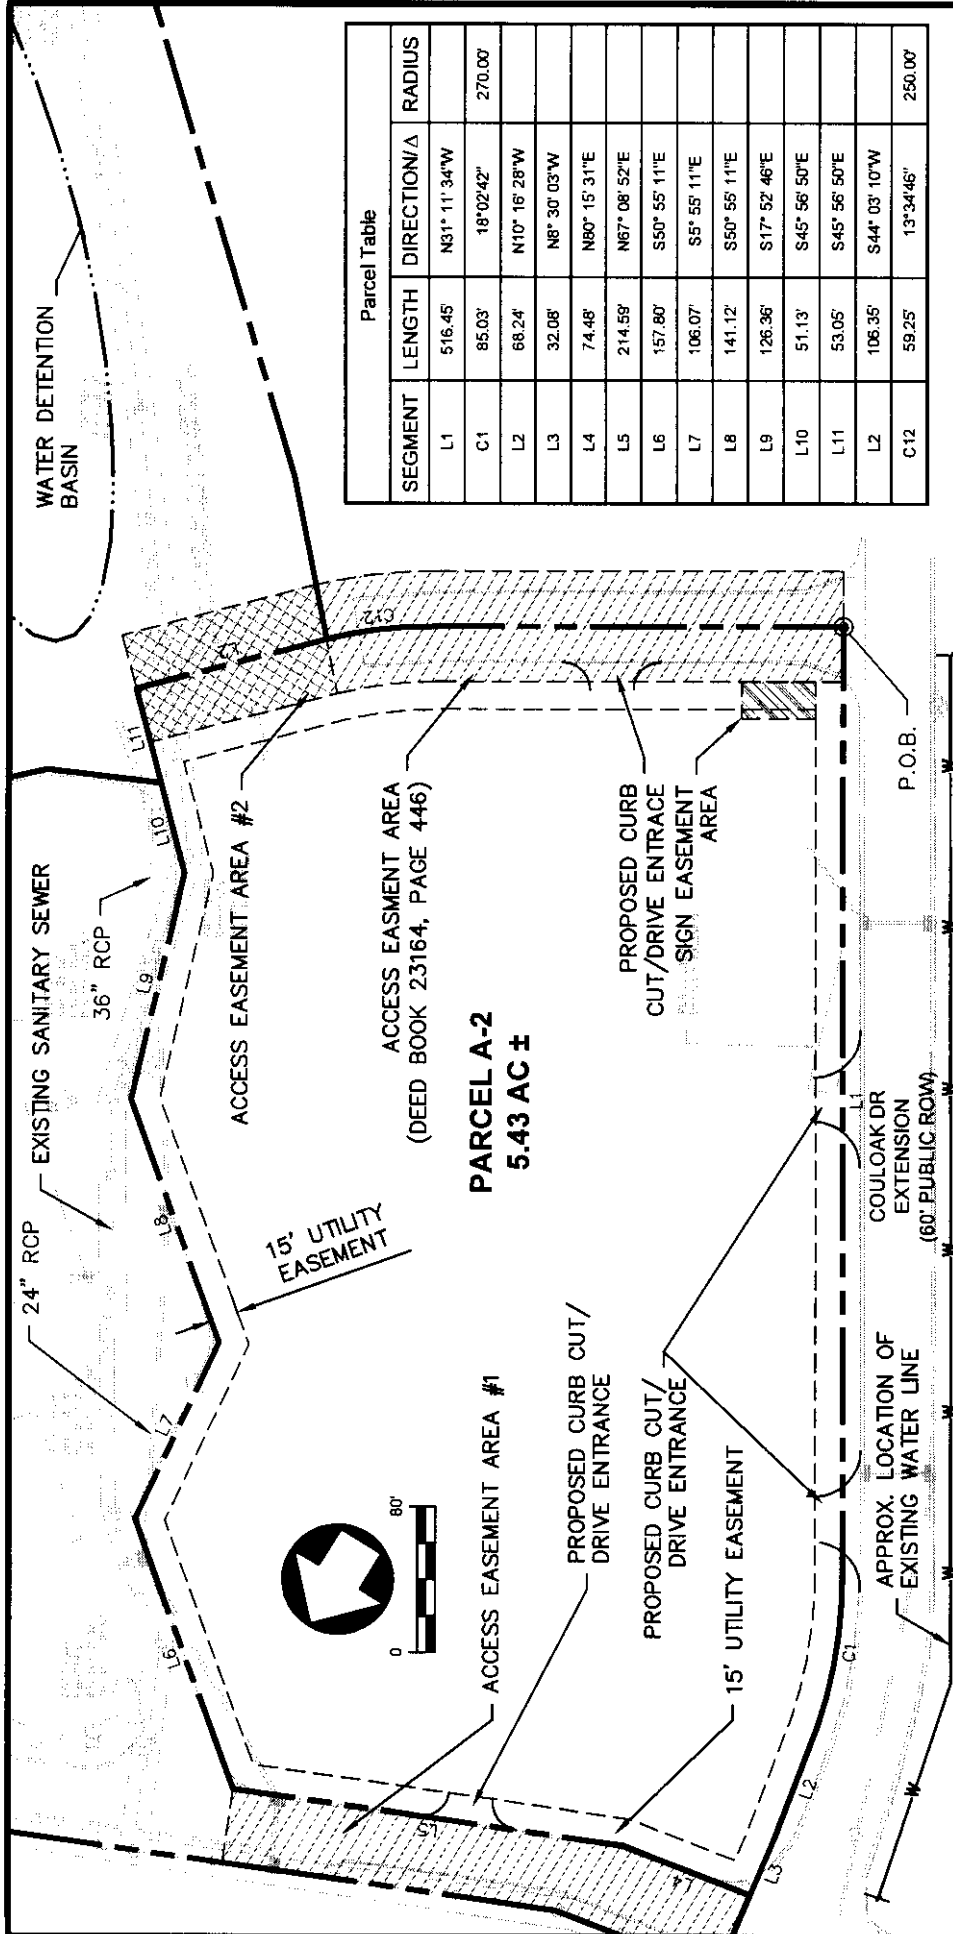 WATER DETENTION
BASIN
EXISTING SANITARY SEWER
24" RCP
36" RCP
L11
L10
L9
L8
L7
L6
L2
C12
ACCESS EASEMENT AREA #2
ACCESS EASMENT AREA
(DEED BOOK 23164, PAGE 446)
15' UTILITY
EASEMENT
PARCEL A-2
5.43 AC ±
PROPOSED CURB
CUT/DRIVE ENTRACE
SIGN EASEMENT
AREA
0
80'
ACCESS EASEMENT AREA #1
PROPOSED CURB CUT/
DRIVE ENTRANCE
PROPOSED CURB CUT/
DRIVE ENTRANCE
15' UTILITY EASEMENT
L5
L4
L3
L2
C1
L1
P.O.B.
COULOAK DR
EXTENSION
(60' PUBLIC ROW)
APPROX. LOCATION OF
EXISTING WATER LINE
W
W
W
W
W
W
W
Parcel Table
SEGMENT LENGTH DIRECTION/Δ RADIUS
L1 516.45' N31° 11' 34"W
C1 85.03' 18°02'42" 270.00'
L2 68.24' N10° 16' 28"W
L3 32.08' N8° 30' 03"W
L4 74.48' N80° 15' 31"E
L5 214.59' N67° 08' 52"E
L6 157.80' S50° 55' 11"E
L7 106.07' S5° 55' 11"E
L8 141.12' S50° 55' 11"E
L9 126.36' S17° 52' 46"E
L10 51.13' S45° 56' 50"E
L11 53.05' S45° 56' 50"E
L2 106.35' S44° 03' 10"W
C12 59.25' 13°34'46" 250.00'